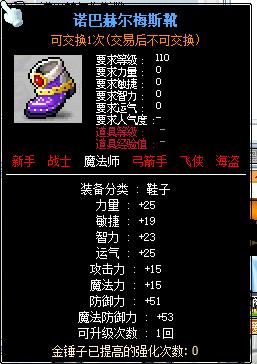 诺巴赫尔梅斯靴
可交换1次(交易后不可交换)
要求等级： 110
要求力量： 0
要求敏捷： 0
要求智力： 0
要求运气： 0
要求人气度： -
道具等级： -
道具经验值： -
新手 战士 魔法师 弓箭手 飞侠 海盗
装备分类 : 鞋子
力量 : +25
敏捷 : +19
智力 : +23
运气 : +25
攻击力 : +15
魔法力 : +15
防御力 : +51
魔法防御力 : +53
可升级次数 : 1回
金锤子已提高的强化次数: 0